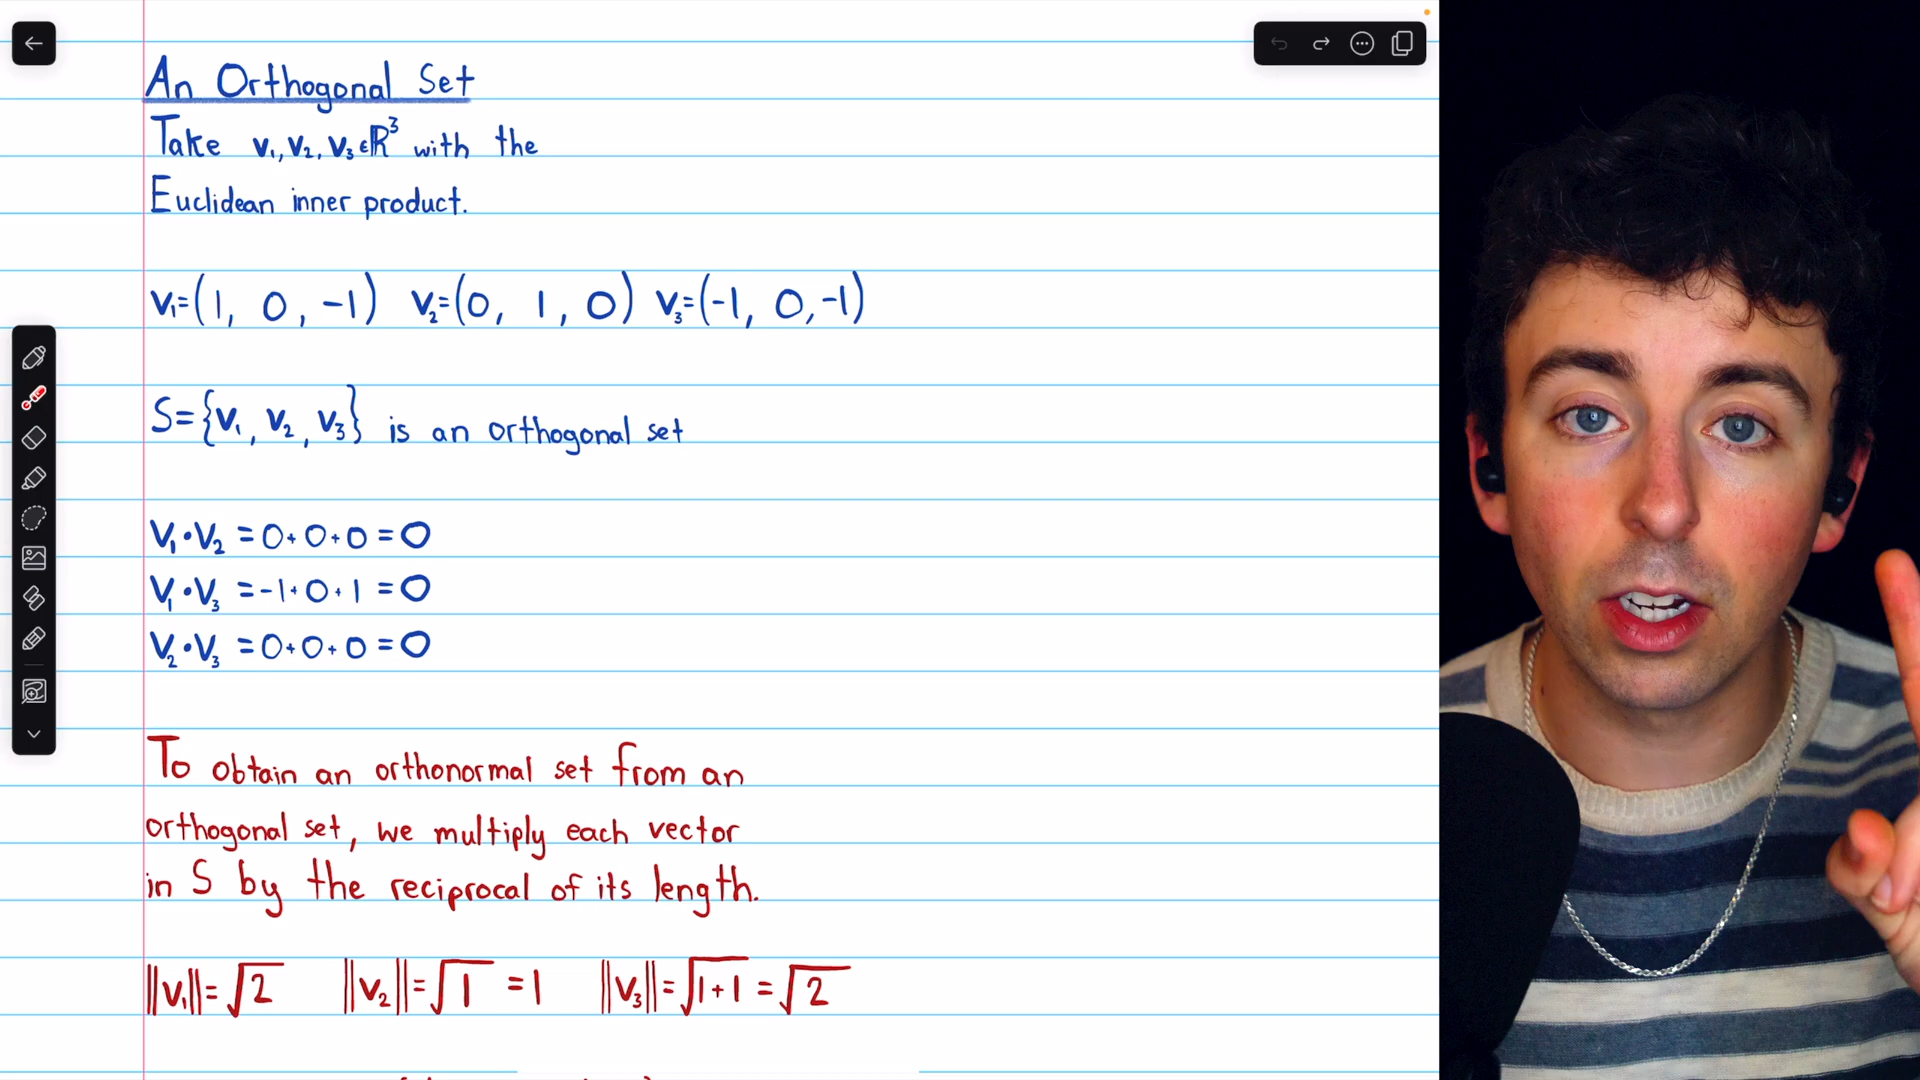 An Orthogonal Set
Take v₁, v₂, v₃ ∈ ℝ³ with the
Euclidean inner product.
v₁=(1, 0, -1) v₂=(0, 1, 0) v₃=(-1, 0, -1)
S={v₁, v₂, v₃} is an orthogonal set
v₁·v₂ = 0+0+0 = 0
v₁·v₃ = -1+0+1 = 0
v₂·v₃ = 0+0+0 = 0
To obtain an orthonormal set from an
orthogonal set, we multiply each vector
in S by the reciprocal of its length.
||v₁||=√2 ||v₂||=√1 =1 ||v₃||=√1+1 = √2